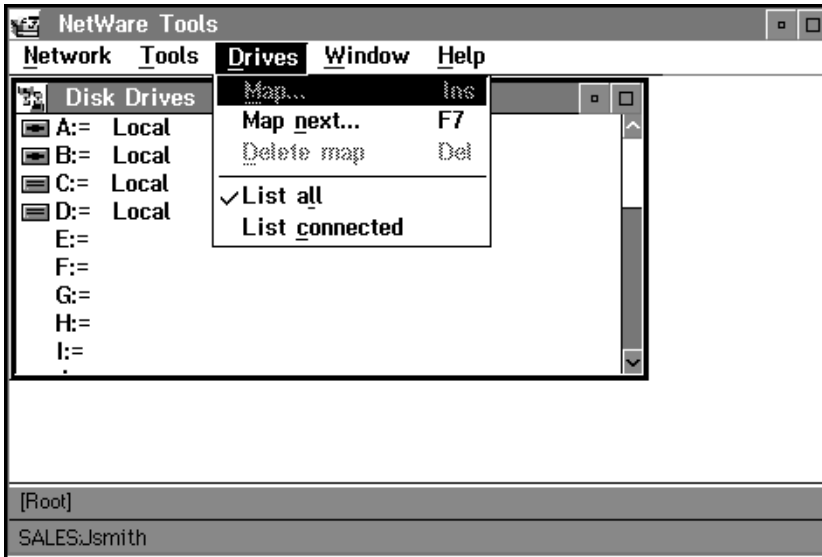 NetWare Tools
Network Tools Drives Window Help
Disk Drives
Map... Ins
Map next... F7
Delete map Del
✓List all
List connected
A:= Local
B:= Local
C:= Local
D:= Local
E:=
F:=
G:=
H:=
I:=
[Root]
SALES:Jsmith